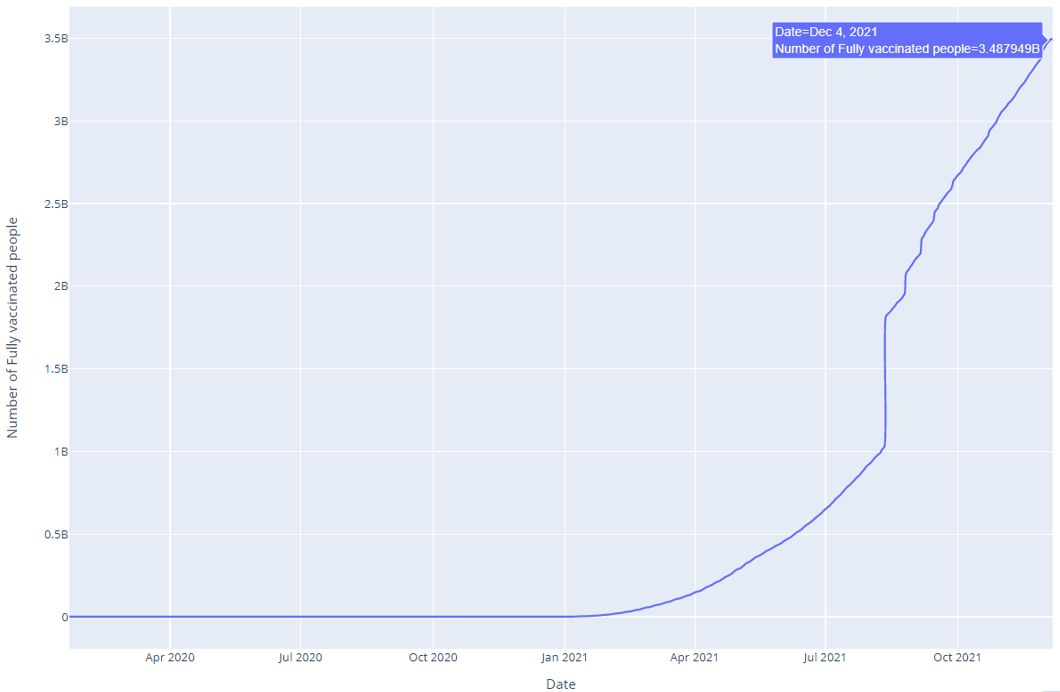 Date=Dec 4, 2021
Number of Fully vaccinated people=3.487949B
3.5B
3B
2.5B
2B
1.5B
1B
0.5B
0
Number of Fully vaccinated people
Apr 2020 Jul 2020 Oct 2020 Jan 2021 Apr 2021 Jul 2021 Oct 2021
Date